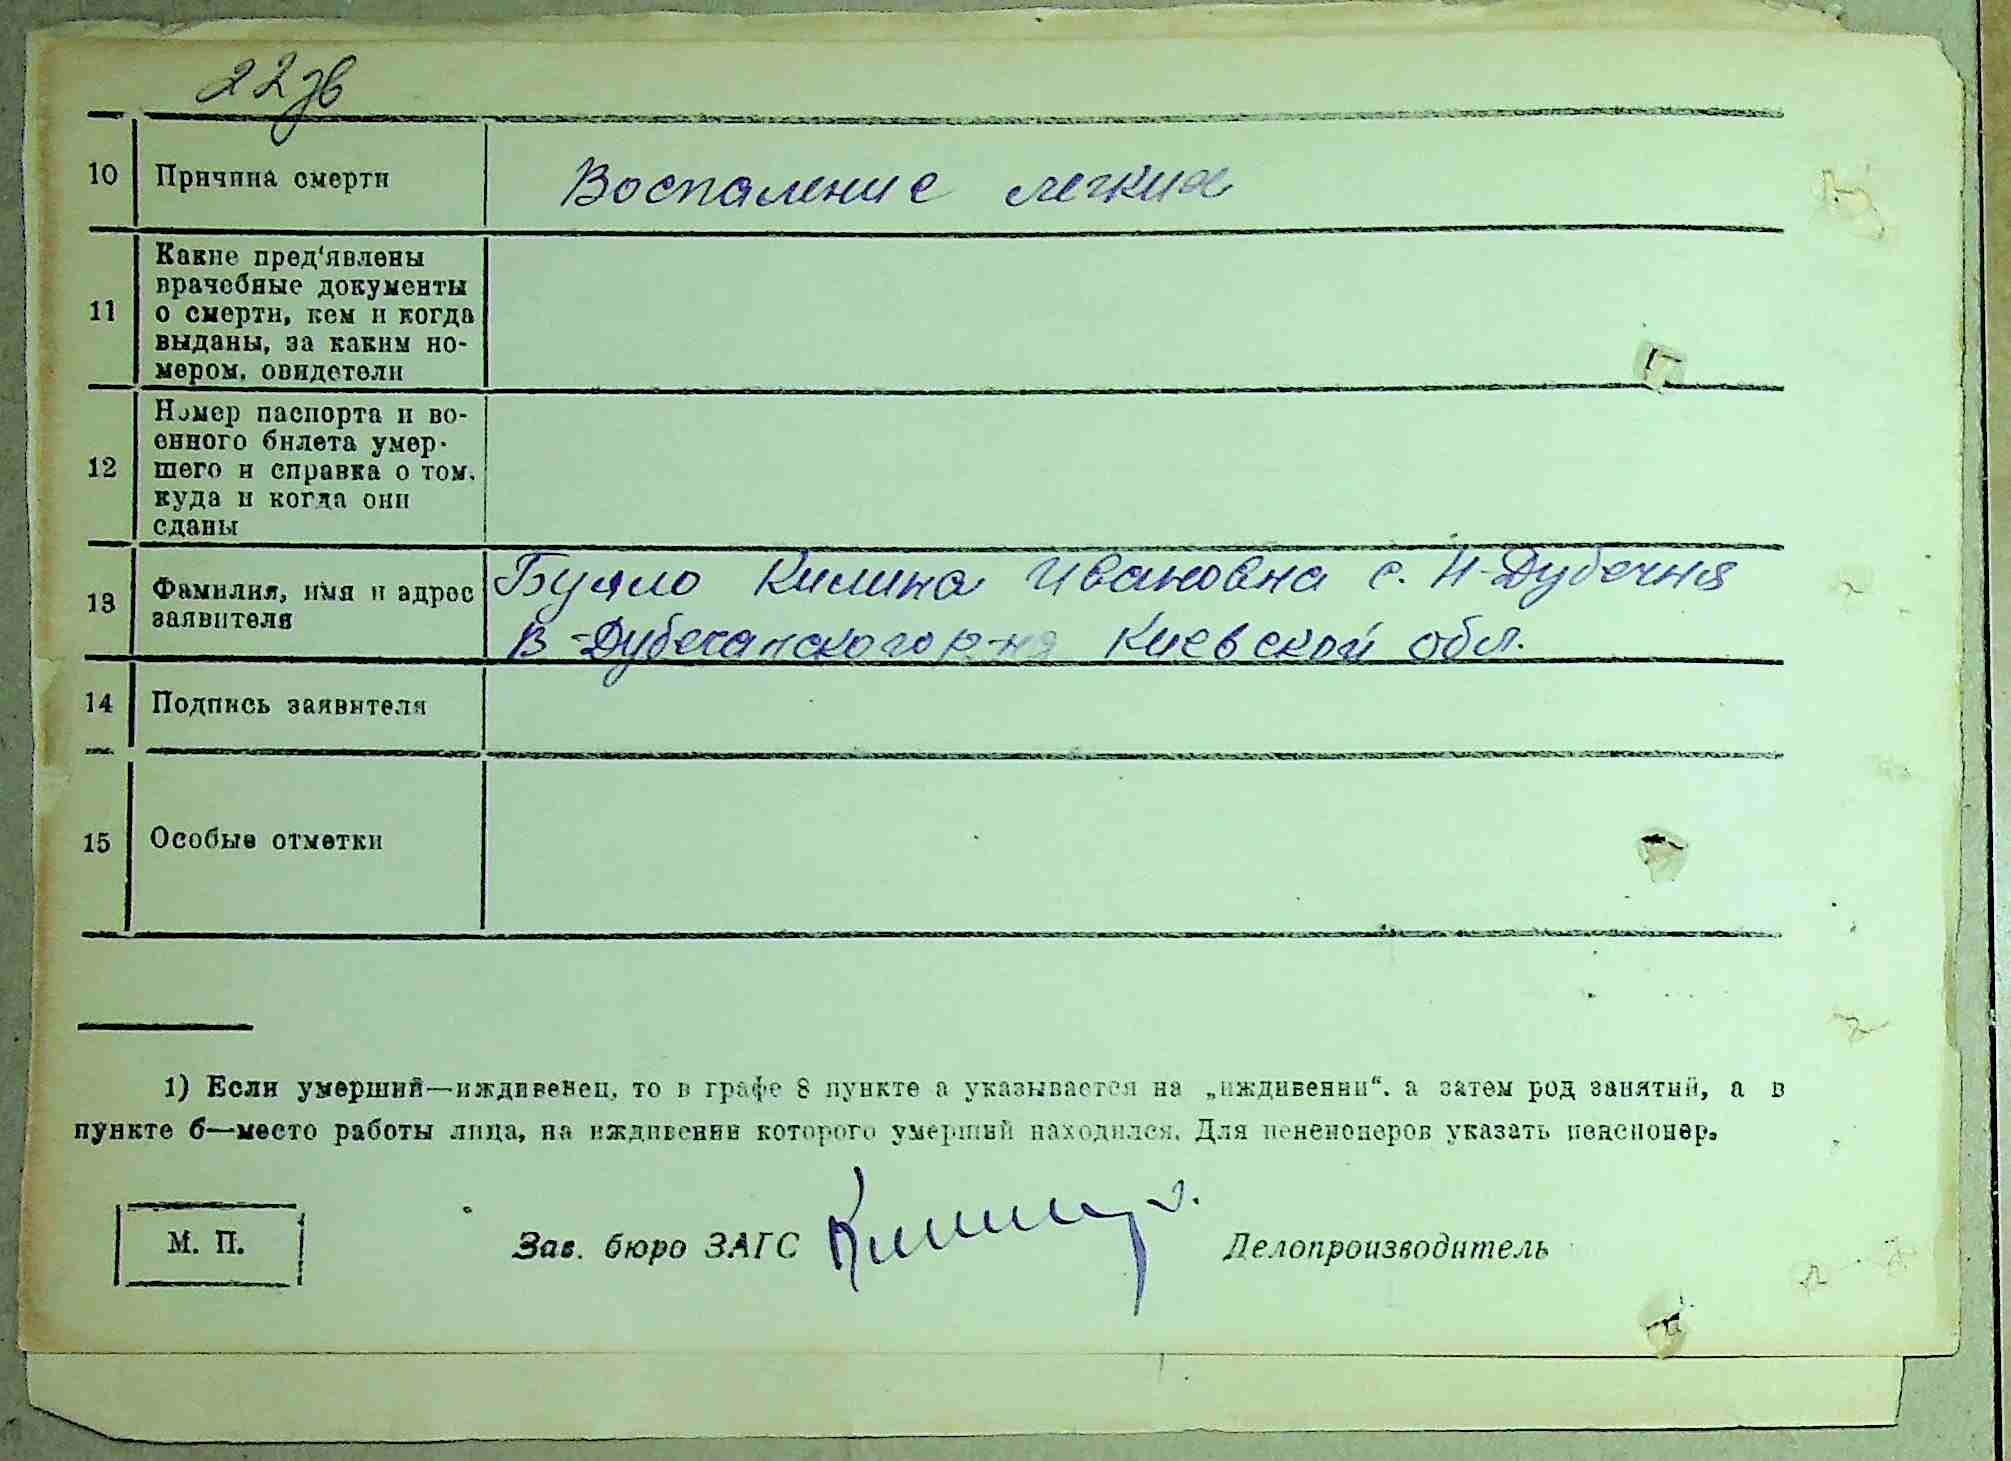 22зв
10 Причина смерти Воспаление легких
11 Какие пред'явлены
врачебные документы
о смерти, кем и когда
выданы, за каким но-
мером, свидетели
12 Номер паспорта и во-
енного билета умер-
шего и справка о том,
куда и когда они
сданы
13 Фамилия, имя и адрес
заявителя
Буяло Килина Ивановна с. Н-Дубечня
В-Дубечанского р-на Киевской обл.
14 Подпись заявителя
15 Особые отметки
1) Если умерший—иждивенец, то в графе 8 пункте а указывается на „иждивении“. а затем род занятий, а в
пункте б—место работы лица, на иждивении которого умерший находился. Для пенсионеров указать пенсионер.
М. П. Зав. бюро ЗАГС Делопроизводитель